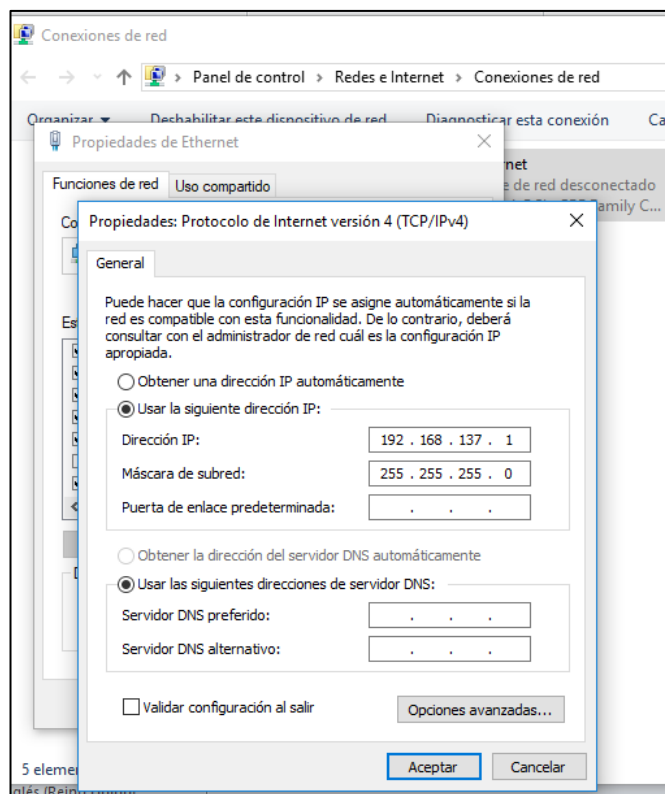 Conexiones de red
Panel de control > Redes e Internet > Conexiones de red
Organizar Deshabilitar este dispositivo de red Diagnosticar esta conexión
Propiedades de Ethernet
Funciones de red Uso compartido
de red desconectado
Propiedades: Protocolo de Internet versión 4 (TCP/IPv4)
General
Puede hacer que la configuración IP se asigne automáticamente si la
red es compatible con esta funcionalidad. De lo contrario, deberá
consultar con el administrador de red cuál es la configuración IP
apropiada.
Obtener una dirección IP automáticamente
Usar la siguiente dirección IP:
Dirección IP: 192 . 168 . 137 . 1
Máscara de subred: 255 . 255 . 255 . 0
Puerta de enlace predeterminada: . . .
Obtener la dirección del servidor DNS automáticamente
Usar las siguientes direcciones de servidor DNS:
Servidor DNS preferido: . . .
Servidor DNS alternativo: . . .
Validar configuración al salir Opciones avanzadas...
5 eleme
Aceptar Cancelar